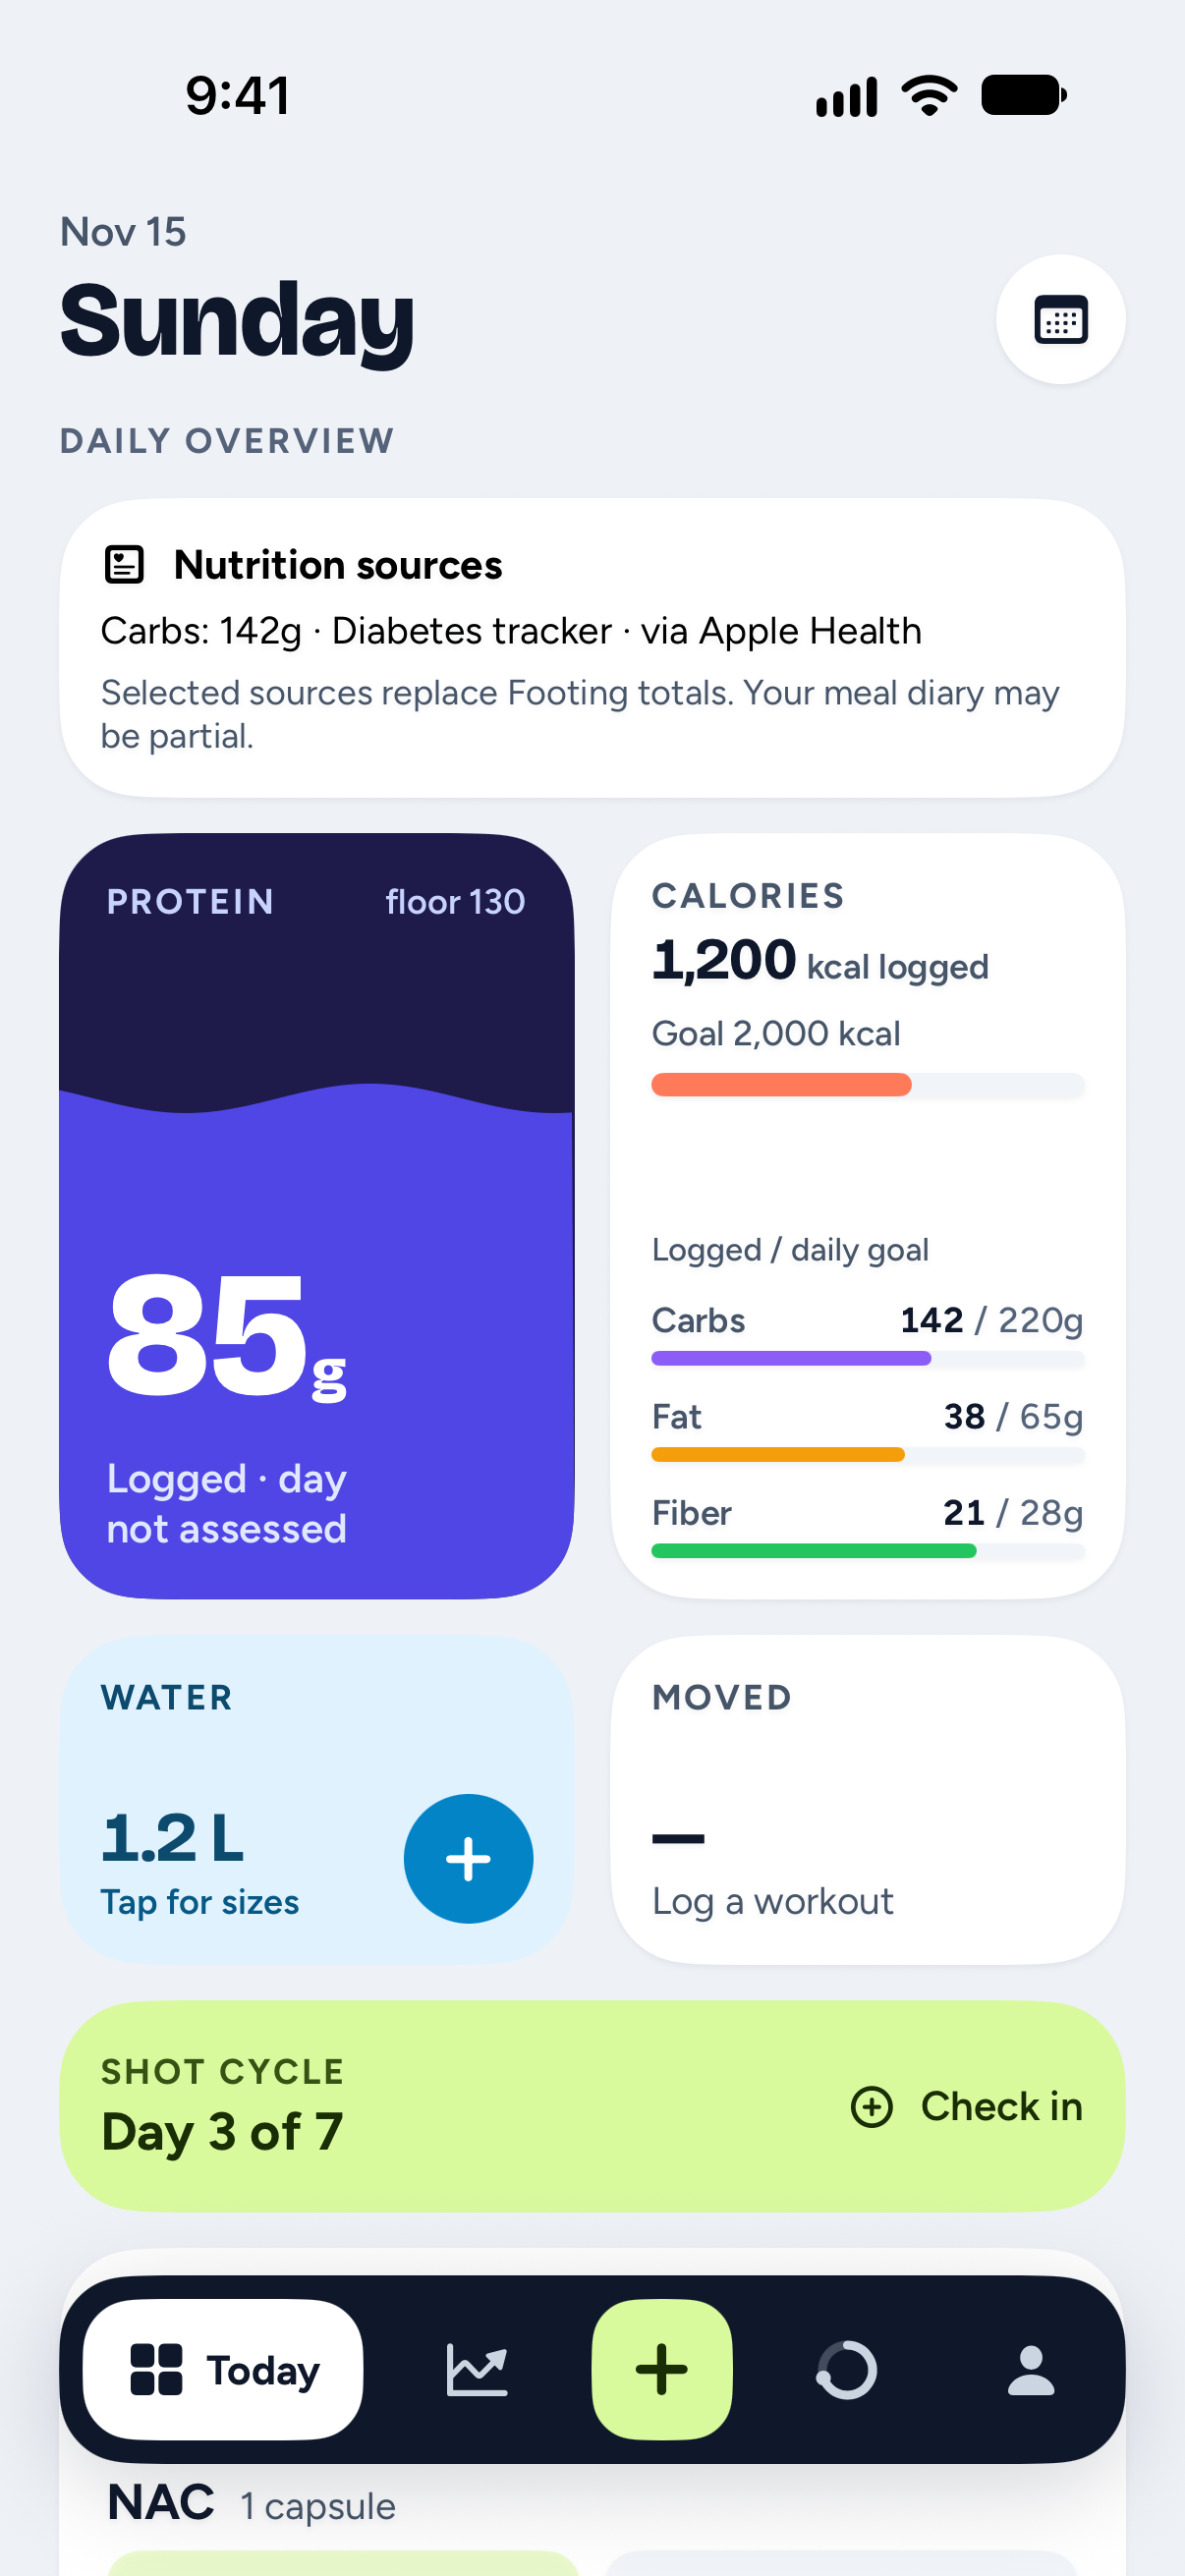 9:41
Nov 15
Sunday
DAILY OVERVIEW
Nutrition sources
Carbs: 142g · Diabetes tracker · via Apple Health
Selected sources replace Footing totals. Your meal diary may
be partial.
PROTEIN floor 130
85g
Logged · day
not assessed
CALORIES
1,200 kcal logged
Goal 2,000 kcal
Logged / daily goal
Carbs 142 / 220g
Fat 38 / 65g
Fiber 21 / 28g
WATER
1.2 L
Tap for sizes
MOVED
—
Log a workout
SHOT CYCLE
Day 3 of 7
Check in
Today
NAC 1 capsule